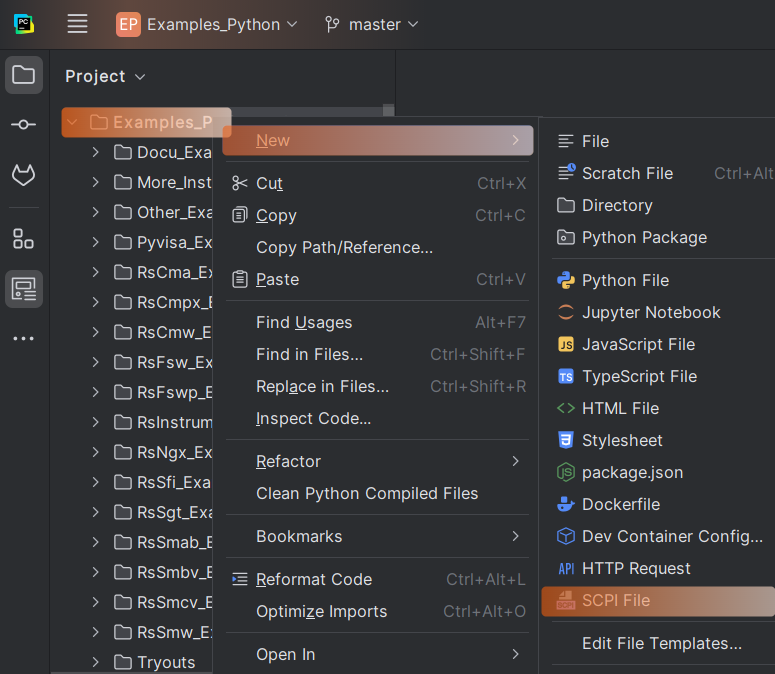 PC
EP Examples_Python master
Project
Examples_P
Docu_Exa
More_Inst
Other_Exa
Pyvisa_Ex
RsCma_Ex
RsCmpx_E
RsCmw_E
RsFsw_Ex
RsFswp_E
RsInstrum
RsNgx_Exa
RsSfi_Exa
RsSgt_Exa
RsSmab_E
RsSmbv_E
RsSmcv_E
RsSmw_Ex
Tryouts
New
Cut Ctrl+X
Copy Ctrl+C
Copy Path/Reference...
Paste Ctrl+V
Find Usages Alt+F7
Find in Files... Ctrl+Shift+F
Replace in Files... Ctrl+Shift+R
Inspect Code...
Refactor
Clean Python Compiled Files
Bookmarks
Reformat Code Ctrl+Alt+L
Optimize Imports Ctrl+Alt+O
Open In
File
Scratch File Ctrl+Alt
Directory
Python Package
Python File
Jupyter Notebook
JS JavaScript File
TS TypeScript File
HTML File
Stylesheet
package.json
Dockerfile
Dev Container Config...
API HTTP Request
SCPI SCPI File
Edit File Templates...